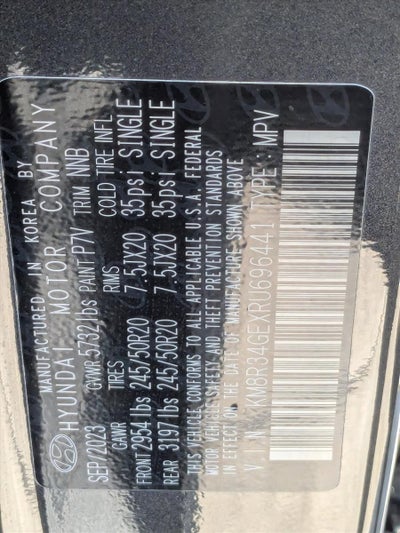 MANUFACTURED IN KOREA BY
HYUNDAI MOTOR COMPANY
SEP/2023 GVWR 5732 lbs PAINT P7V TRIM NNB
GAWR TIRES RIMS COLD TIRE INFL
FRONT 2954 lbs 245/50R20 7.5JX20 35psi SINGLE
REAR 3197 lbs 245/50R20 7.5JX20 35psi SINGLE
THIS VEHICLE CONFORMS TO ALL APPLICABLE U.S.A. FEDERAL
MOTOR VEHICLE SAFETY AND THEFT PREVENTION STANDARDS
IN EFFECT ON THE DATE OF MANUFACTURE SHOWN ABOVE
V.I.N: KM8R34GEXRU696441 TYPE: MPV